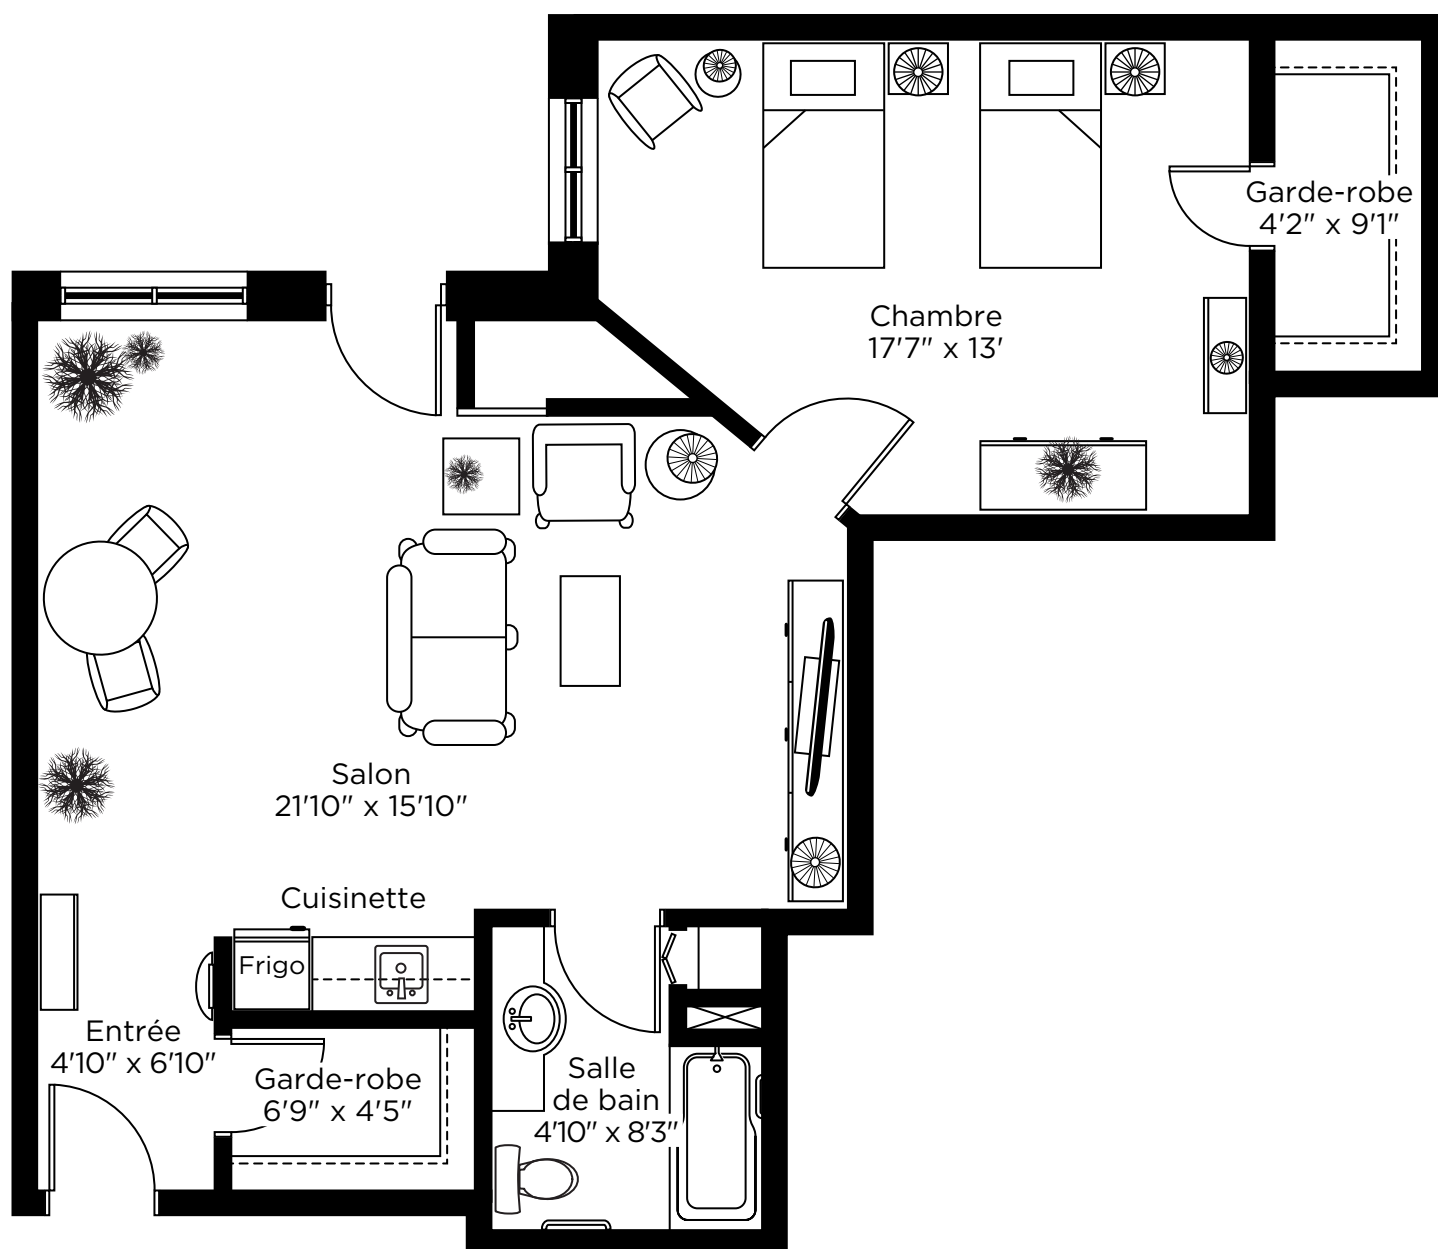 Garde-robe
4'2" x 9'1"
Chambre
17'7" x 13'
Salon
21'10" x 15'10"
Cuisinette
Frigo
Entrée
4'10" x 6'10"
Garde-robe
6'9" x 4'5"
Salle
de bain
4'10" x 8'3"